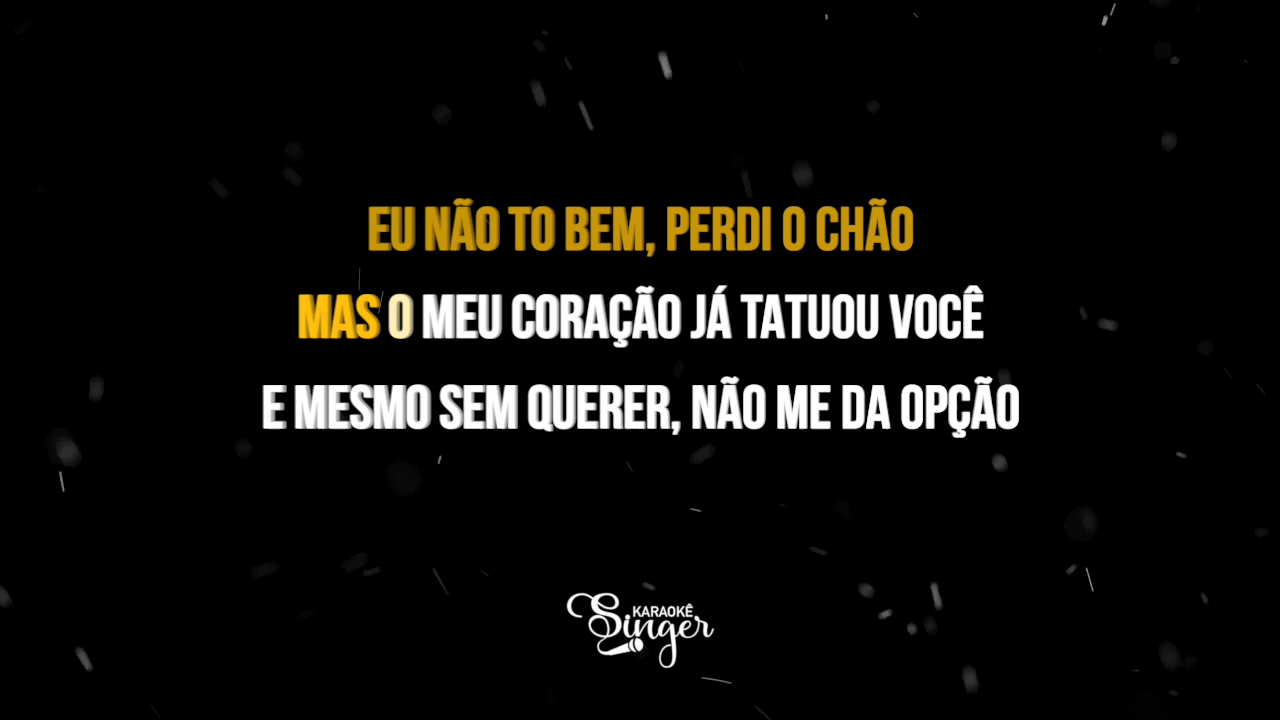 EU NÃO TO BEM, PERDI O CHÃO
MAS O MEU CORAÇÃO JÁ TATUOU VOCÊ
E MESMO SEM QUERER, NÃO ME DA OPÇÃO
KARAOKÊ
Singer